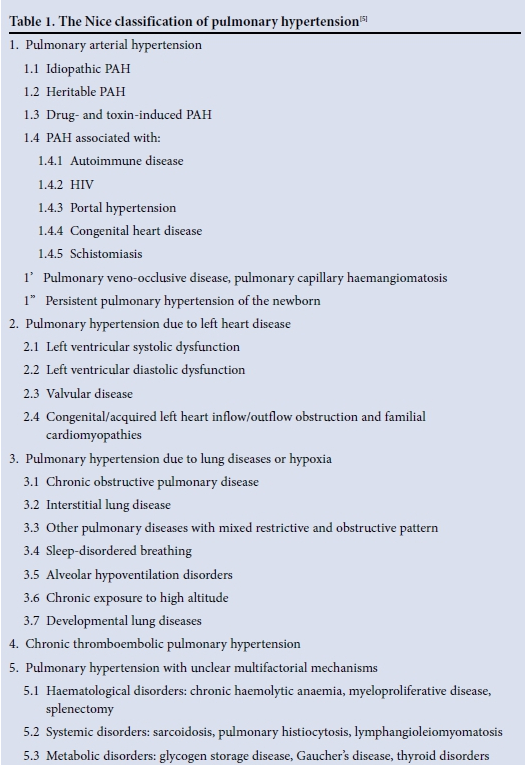 Table 1. The Nice classification of pulmonary hypertension[5]
1. Pulmonary arterial hypertension
1.1 Idiopathic PAH
1.2 Heritable PAH
1.3 Drug- and toxin-induced PAH
1.4 PAH associated with:
1.4.1 Autoimmune disease
1.4.2 HIV
1.4.3 Portal hypertension
1.4.4 Congenital heart disease
1.4.5 Schistomiasis
1’ Pulmonary veno-occlusive disease, pulmonary capillary haemangiomatosis
1” Persistent pulmonary hypertension of the newborn
2. Pulmonary hypertension due to left heart disease
2.1 Left ventricular systolic dysfunction
2.2 Left ventricular diastolic dysfunction
2.3 Valvular disease
2.4 Congenital/acquired left heart inflow/outflow obstruction and familial
cardiomyopathies
3. Pulmonary hypertension due to lung diseases or hypoxia
3.1 Chronic obstructive pulmonary disease
3.2 Interstitial lung disease
3.3 Other pulmonary diseases with mixed restrictive and obstructive pattern
3.4 Sleep-disordered breathing
3.5 Alveolar hypoventilation disorders
3.6 Chronic exposure to high altitude
3.7 Developmental lung diseases
4. Chronic thromboembolic pulmonary hypertension
5. Pulmonary hypertension with unclear multifactorial mechanisms
5.1 Haematological disorders: chronic haemolytic anaemia, myeloproliferative disease,
splenectomy
5.2 Systemic disorders: sarcoidosis, pulmonary histiocytosis, lymphangioleiomyomatosis
5.3 Metabolic disorders: glycogen storage disease, Gaucher’s disease, thyroid disorders